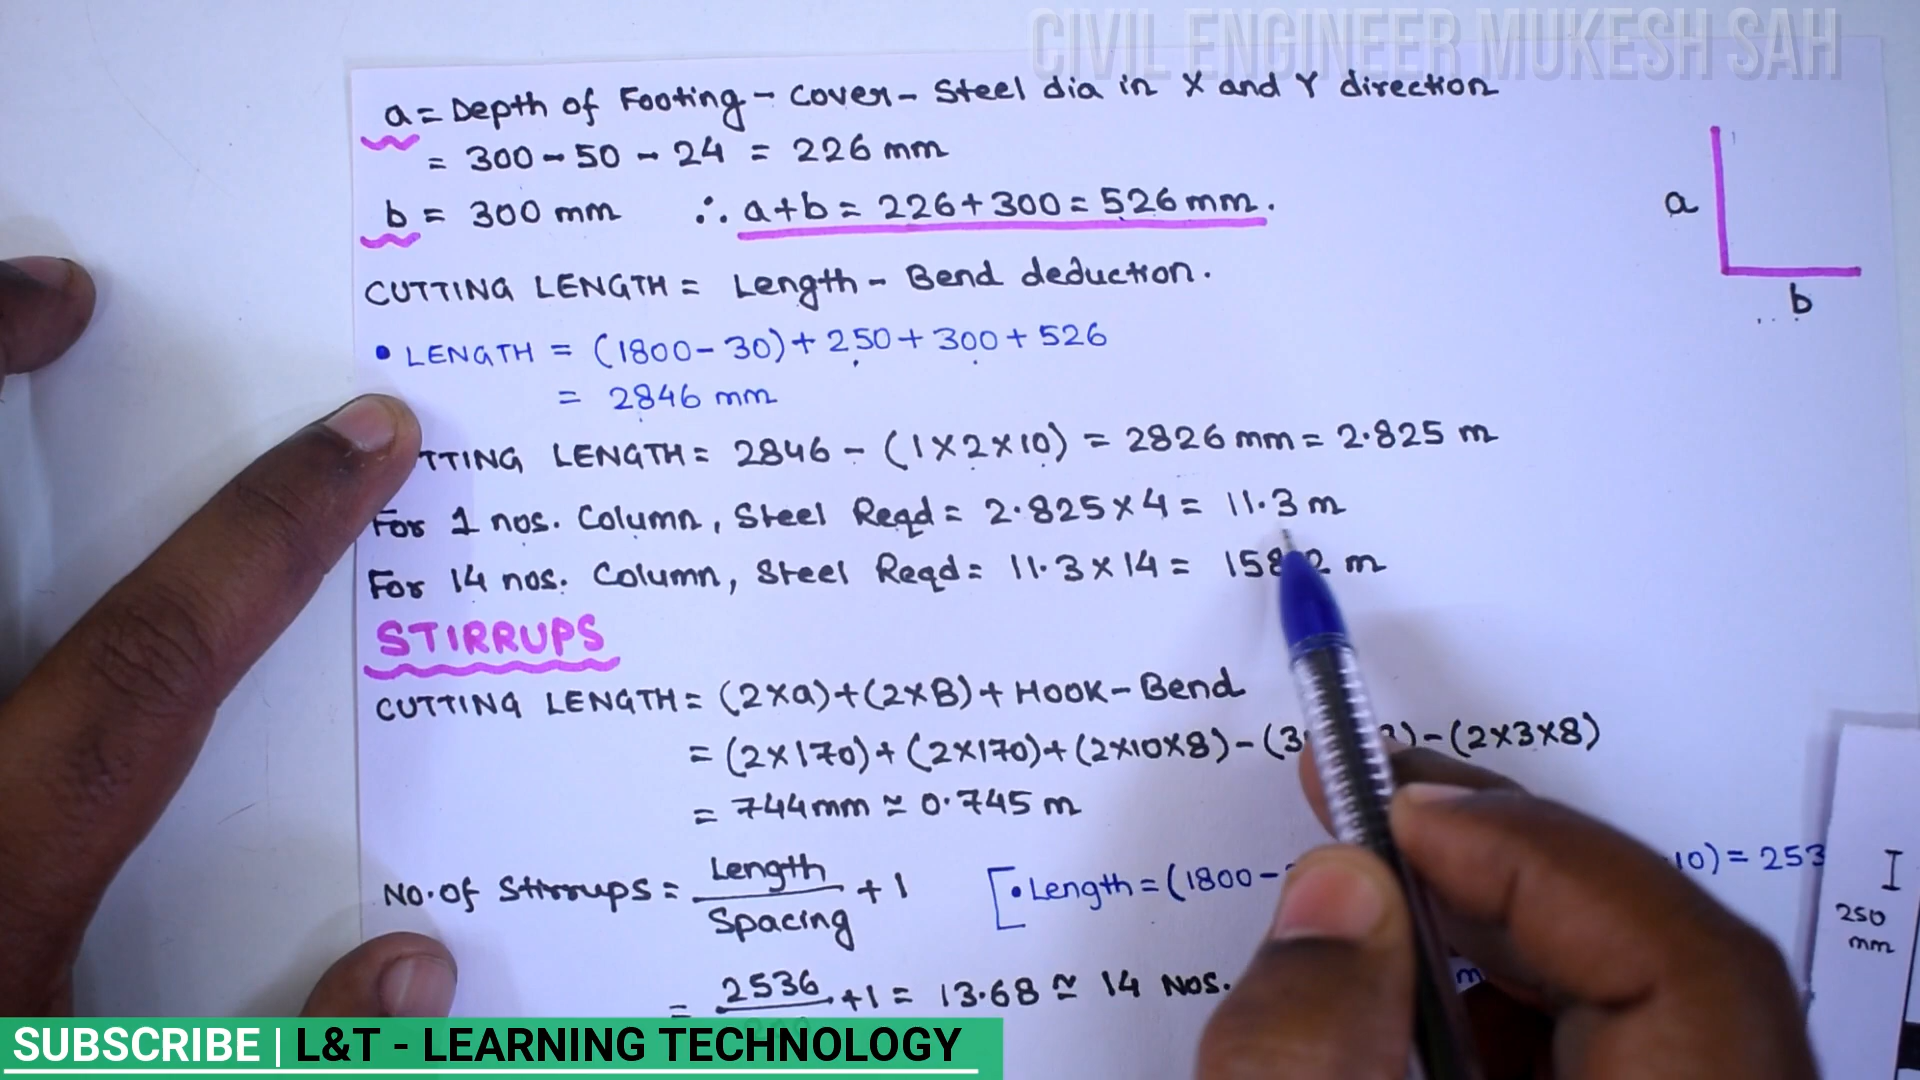 CIVIL ENGINEER MUKESH SAH
a = Depth of Footing - cover - Steel dia in X and Y direction
= 300 - 50 - 24 = 226 mm
b = 300 mm ∴ a+b = 226+300 = 526 mm.
a
b
CUTTING LENGTH = Length - Bend deduction.
• LENGTH = (1800-30)+250+300+526
= 2846 mm
TTING LENGTH = 2846 - (1×2×10) = 2826 mm = 2.825 m
For 1 nos. Column, Steel Reqd = 2.825×4 = 11.3 m
For 14 nos. Column, Steel Reqd = 11.3×14 = 158 2 m
STIRRUPS
CUTTING LENGTH = (2×a)+(2×B)+Hook-Bend
= (2×170)+(2×170)+(2×10×8)-(3 )-(2×3×8)
= 744mm ≃ 0.745 m
No. of Stirrups = Length / Spacing + 1 [• Length = (1800- 10) = 253
= 2536 +1 = 13.68 ≃ 14 Nos. m
I
250
mm
SUBSCRIBE | L&T - LEARNING TECHNOLOGY